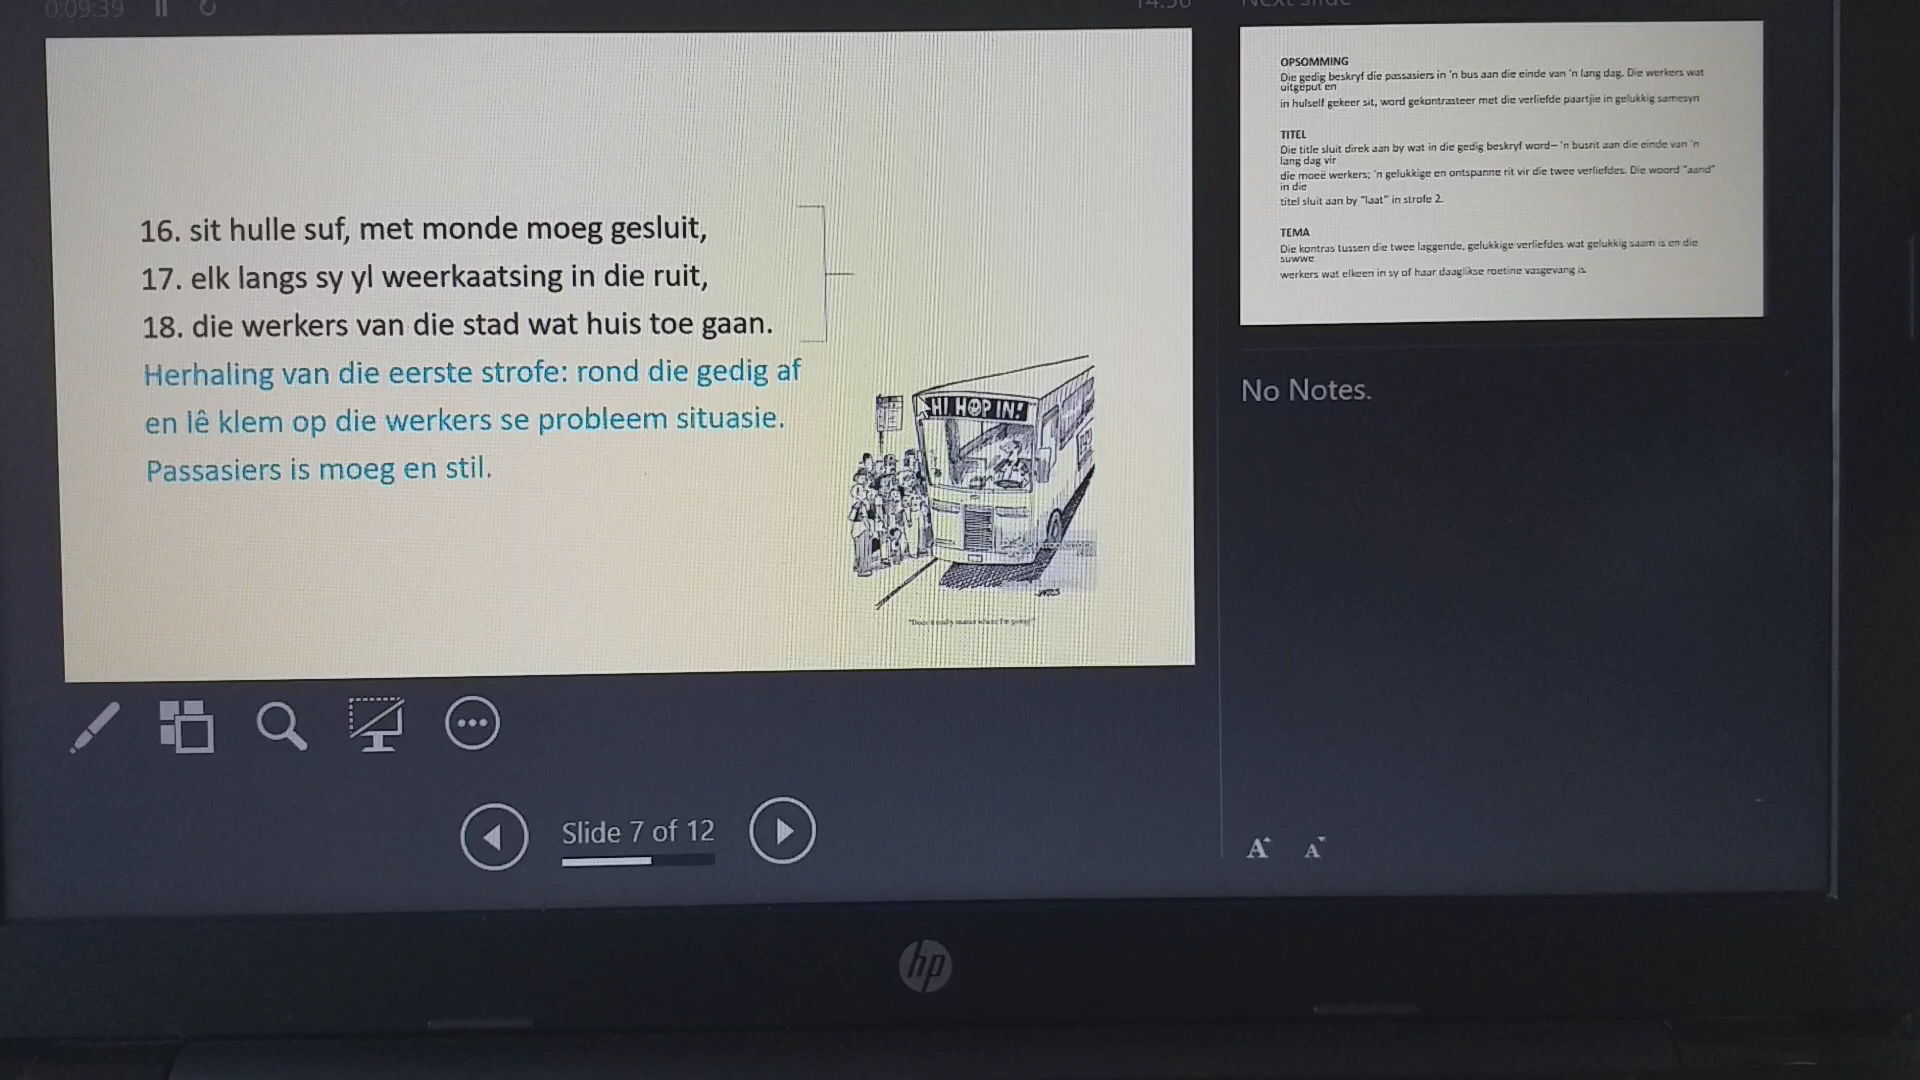 0:09:39
14:56
Next slide
16. sit hulle suf, met monde moeg gesluit,
17. elk langs sy yl weerkaatsing in die ruit,
18. die werkers van die stad wat huis toe gaan.
Herhaling van die eerste strofe: rond die gedig af
en lê klem op die werkers se probleem situasie.
Passasiers is moeg en stil.
HI HOP IN!
OPSOMMING
Die gedig beskryf die passasiers in 'n bus aan die einde van 'n lang dag. Die werkers wat
uitgeput en
in hulself gekeer sit, word gekontrasteer met die verliefde paartjie in gelukkig samesyn
TITEL
Die title sluit direk aan by wat in die gedig beskryf word– 'n busrit aan die einde van 'n
lang dag vir
die moeë werkers; 'n gelukkige en ontspanne rit vir die twee verliefdes. Die woord "aand"
in die
titel sluit aan by "laat" in strofe 2.
TEMA
Die kontras tussen die twee laggende, gelukkige verliefdes wat gelukkig saam is en die
suwwe
werkers wat elkeen in sy of haar daaglikse roetine vasgevang is.
No Notes.
Slide 7 of 12
A A
hp